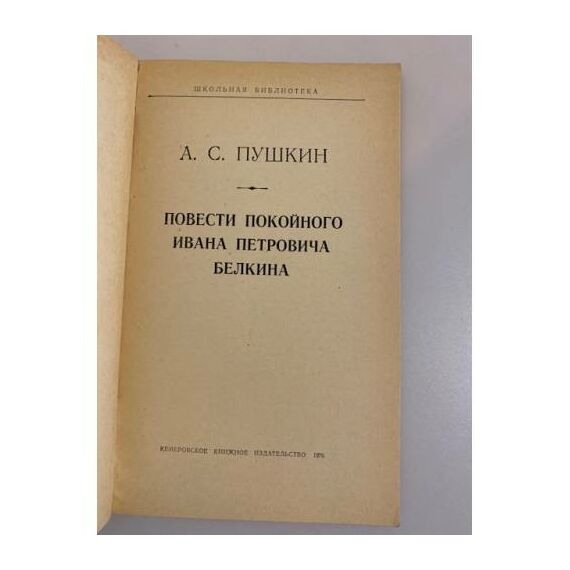 ШКОЛЬНАЯ БИБЛИОТЕКА
А. С. ПУШКИН
ПОВЕСТИ ПОКОЙНОГО
ИВАНА ПЕТРОВИЧА
БЕЛКИНА
КЕМЕРОВСКОЕ КНИЖНОЕ ИЗДАТЕЛЬСТВО